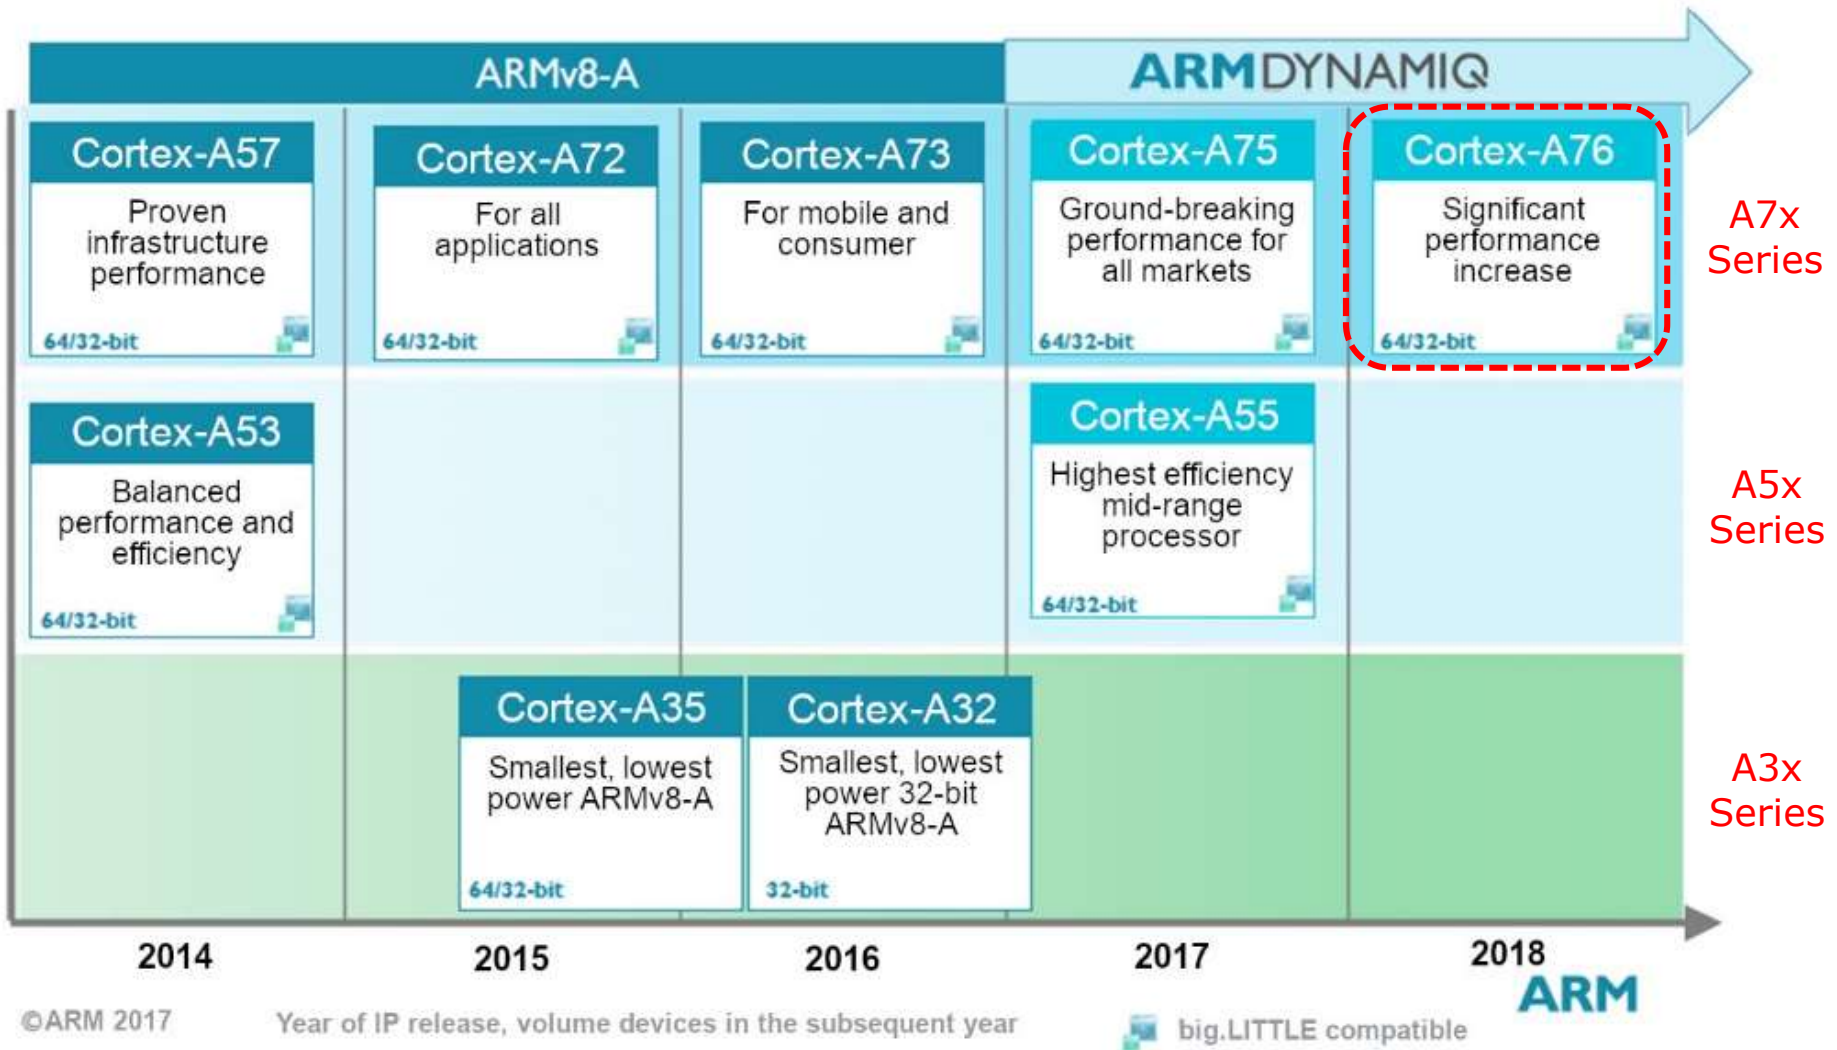 ARMv8-A
ARMDYNAMIQ
Cortex-A57
Proven
infrastructure
performance
64/32-bit
Cortex-A72
For all
applications
64/32-bit
Cortex-A73
For mobile and
consumer
64/32-bit
Cortex-A75
Ground-breaking
performance for
all markets
64/32-bit
Cortex-A76
Significant
performance
increase
64/32-bit
A7x
Series
Cortex-A53
Balanced
performance and
efficiency
64/32-bit
Cortex-A55
Highest efficiency
mid-range
processor
64/32-bit
A5x
Series
Cortex-A35
Smallest, lowest
power ARMv8-A
64/32-bit
Cortex-A32
Smallest, lowest
power 32-bit
ARMv8-A
32-bit
A3x
Series
2014
2015
2016
2017
2018
ARM
©ARM 2017
Year of IP release, volume devices in the subsequent year
big.LITTLE compatible